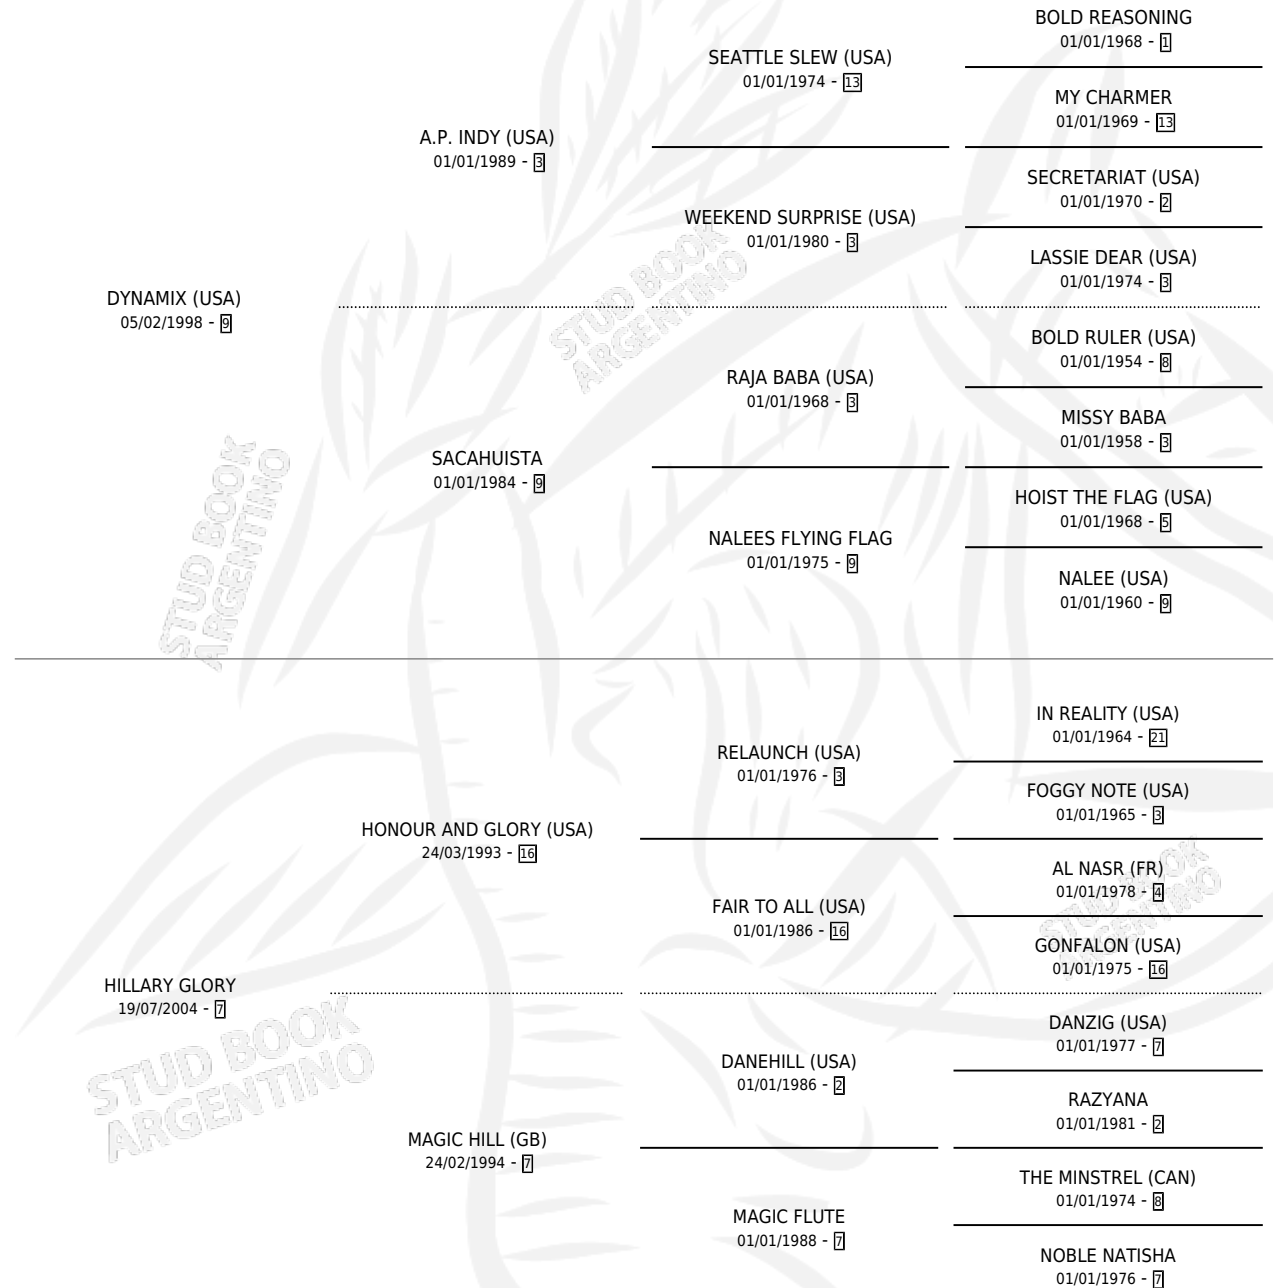 BOLD REASONING
01/01/1968 - 1
SEATTLE SLEW (USA)
01/01/1974 - 13
MY CHARMER
01/01/1969 - 13
A.P. INDY (USA)
01/01/1989 - 3
SECRETARIAT (USA)
01/01/1970 - 2
WEEKEND SURPRISE (USA)
01/01/1980 - 3
LASSIE DEAR (USA)
01/01/1974 - 3
DYNAMIX (USA)
05/02/1998 - 9
BOLD RULER (USA)
01/01/1954 - 8
RAJA BABA (USA)
01/01/1968 - 3
MISSY BABA
01/01/1958 - 3
SACAHUISTA
01/01/1984 - 9
HOIST THE FLAG (USA)
01/01/1968 - 5
NALEES FLYING FLAG
01/01/1975 - 9
NALEE (USA)
01/01/1960 - 9
STUD BOOK
ARGENTINO
STUD BOOK
ARGENTINO
IN REALITY (USA)
01/01/1964 - 21
RELAUNCH (USA)
01/01/1976 - 3
FOGGY NOTE (USA)
01/01/1965 - 3
HONOUR AND GLORY (USA)
24/03/1993 - 16
AL NASR (FR)
01/01/1978 - 4
FAIR TO ALL (USA)
01/01/1986 - 16
GONFALON (USA)
01/01/1975 - 16
HILLARY GLORY
19/07/2004 - 7
DANZIG (USA)
01/01/1977 - 7
DANEHILL (USA)
01/01/1986 - 2
RAZYANA
01/01/1981 - 2
MAGIC HILL (GB)
24/02/1994 - 7
THE MINSTREL (CAN)
01/01/1974 - 8
MAGIC FLUTE
01/01/1988 - 7
NOBLE NATISHA
01/01/1976 - 7
STUD BOOK
ARGENTINO
STUD BOOK
ARGENTINO